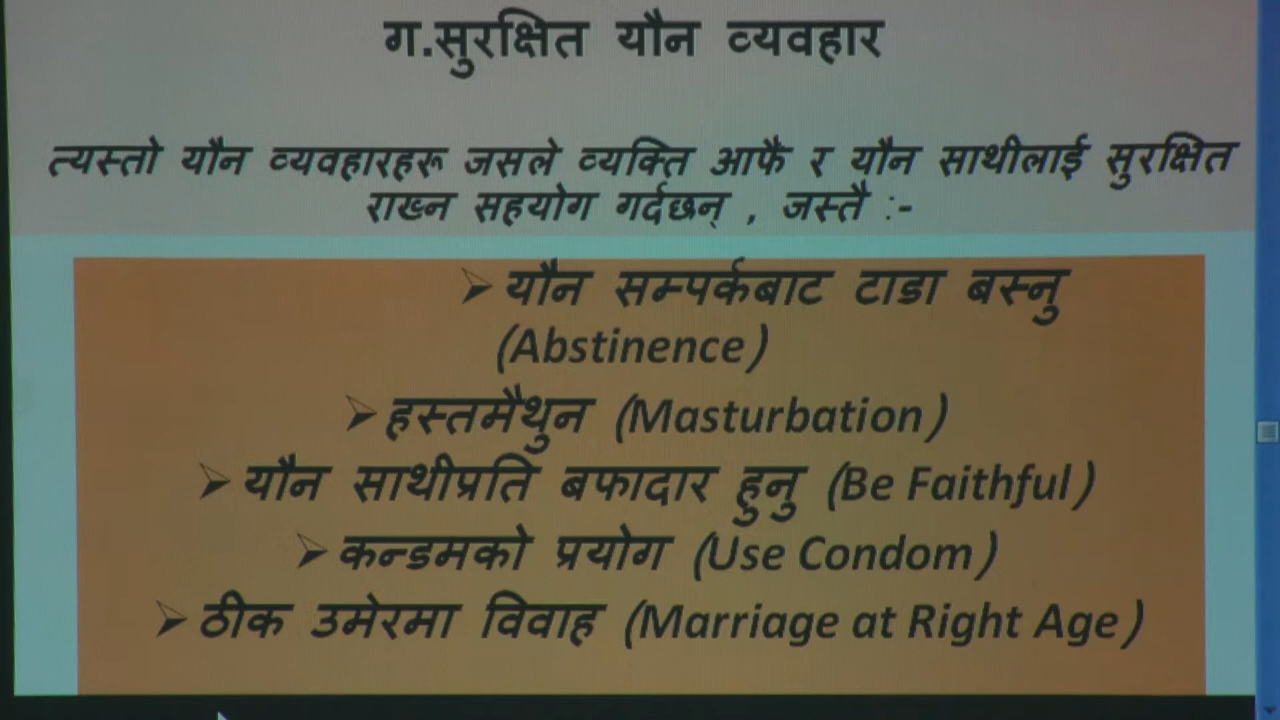 ग.सुरक्षित यौन व्यवहार
त्यस्तो यौन व्यवहारहरू जसले व्यक्ति आफै र यौन साथीलाई सुरक्षित
राख्न सहयोग गर्दछन् , जस्तै :-
➢ यौन सम्पर्कबाट टाडा बस्नु
(Abstinence)
➢ हस्तमैथुन (Masturbation)
➢ यौन साथीप्रति बफादार हुनु (Be Faithful)
➢ कन्डमको प्रयोग (Use Condom)
➢ ठीक उमेरमा विवाह (Marriage at Right Age)